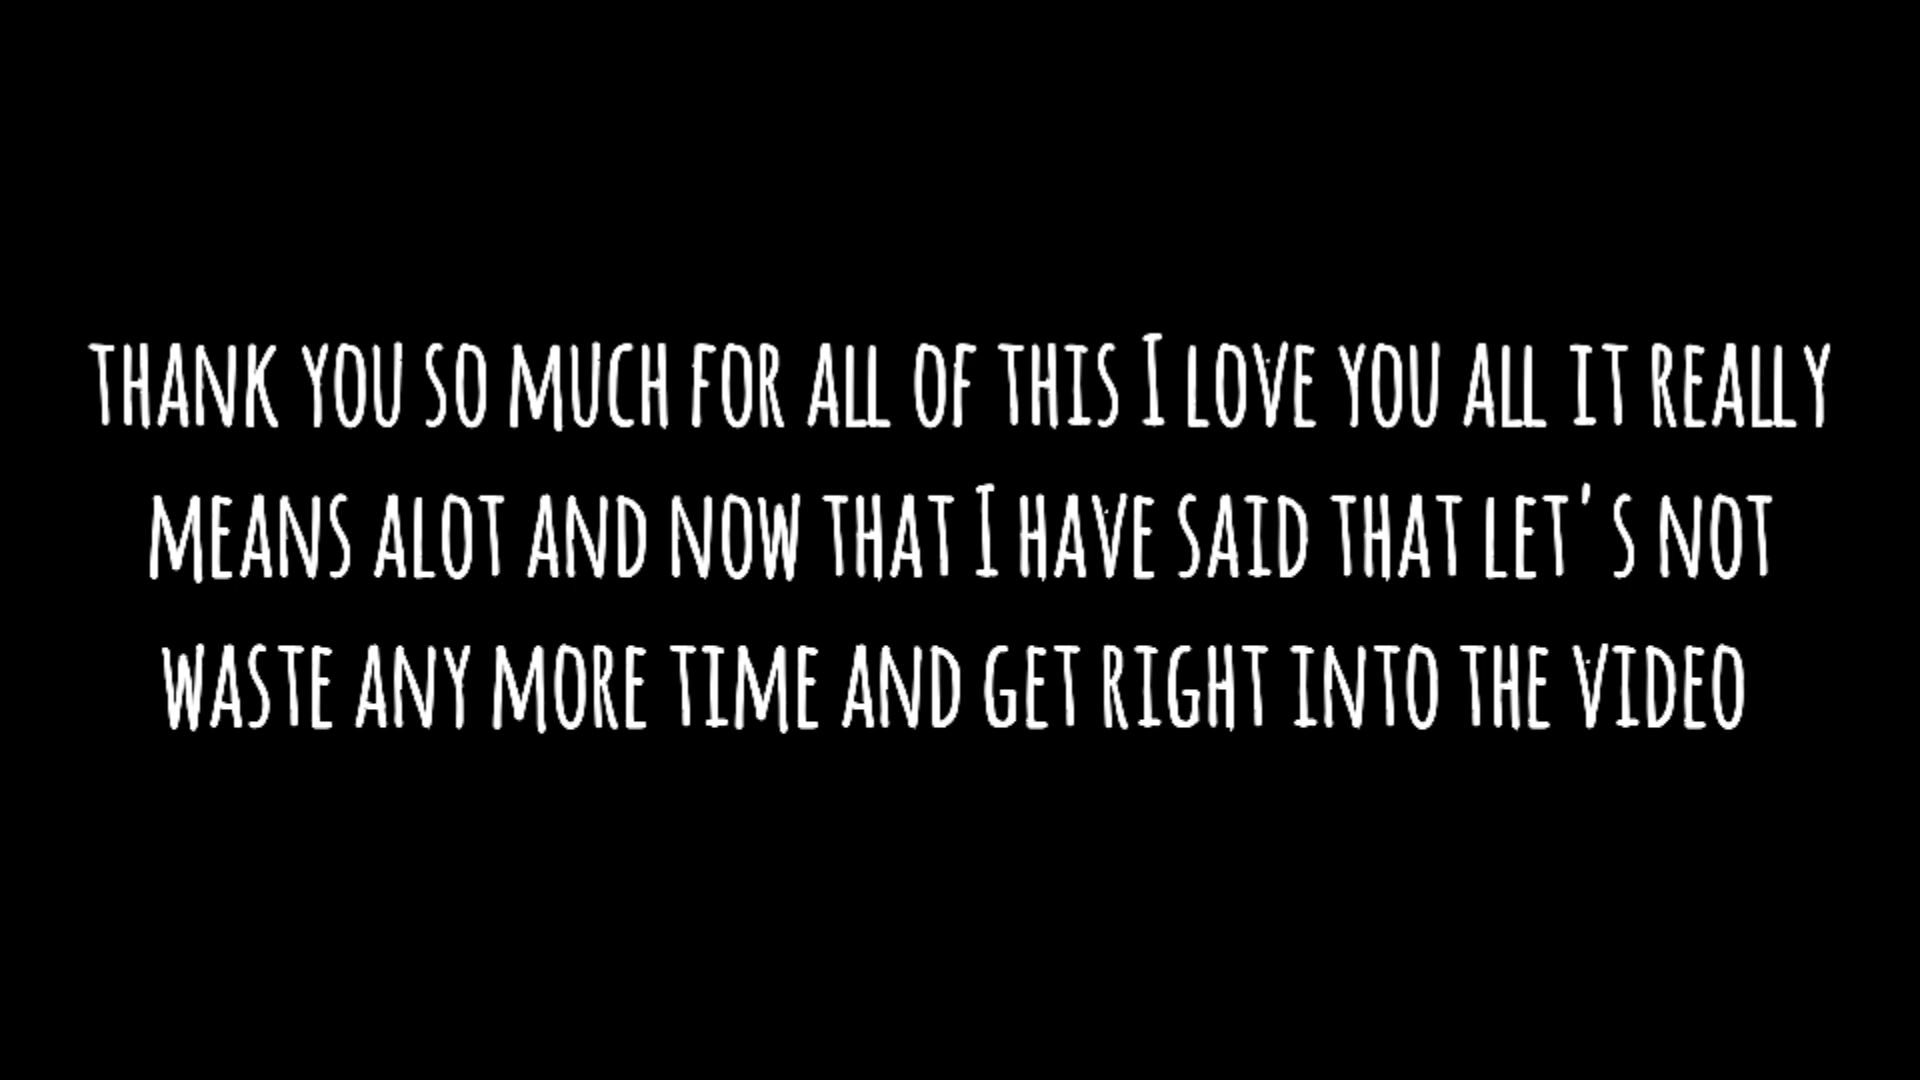 thank you so much for all of this I love you all it really
means alot and now that I have said that let's not
waste any more time and get right into the video